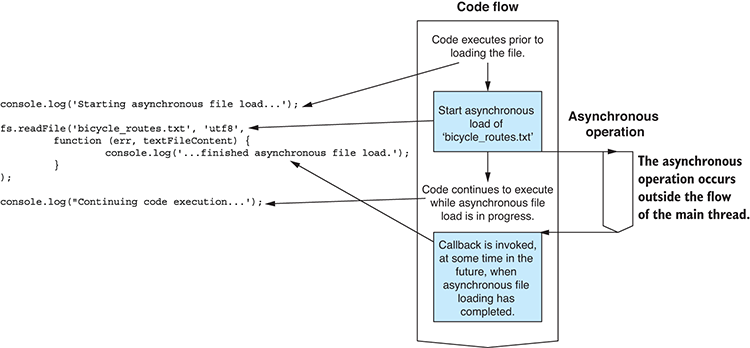 Code flow
Code executes prior to
loading the file.
console.log('Starting asynchronous file load...');
fs.readFile('bicycle_routes.txt', 'utf8',
function (err, textFileContent) {
console.log('...finished asynchronous file load.');
}
);
console.log("Continuing code execution...');
Start asynchronous
load of
‘bicycle_routes.txt’
Asynchronous
operation
The asynchronous
operation occurs
outside the flow
of the main thread.
Code continues to execute
while asynchronous file
load is in progress.
Callback is invoked,
at some time in the
future, when
asynchronous file
loading has
completed.